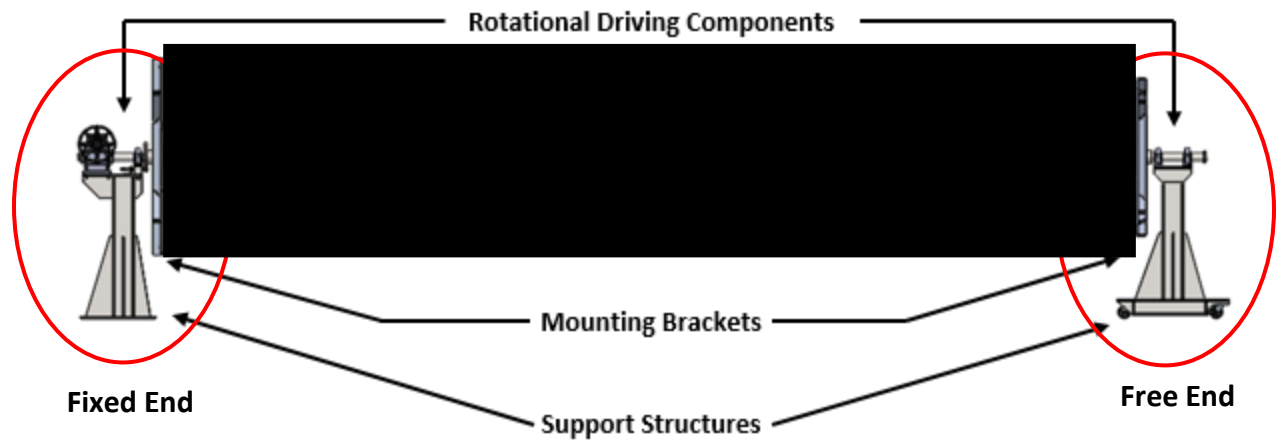 Rotational Driving Components
Mounting Brackets
Fixed End
Free End
Support Structures